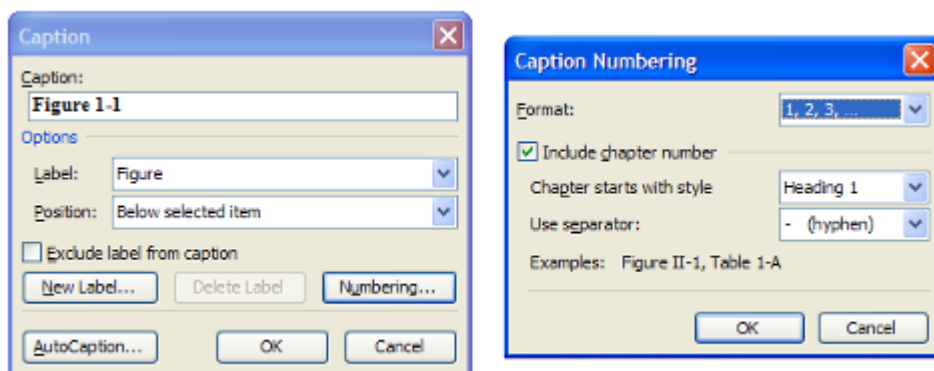 Caption
Caption:
Figure 1-1
Options
Label: Figure
Position: Below selected item
Exclude label from caption
New Label... Delete Label Numbering...
AutoCaption... OK Cancel
Caption Numbering
Format: 1, 2, 3, ...
Include chapter number
Chapter starts with style Heading 1
Use separator: - (hyphen)
Examples: Figure II-1, Table 1-A
OK Cancel